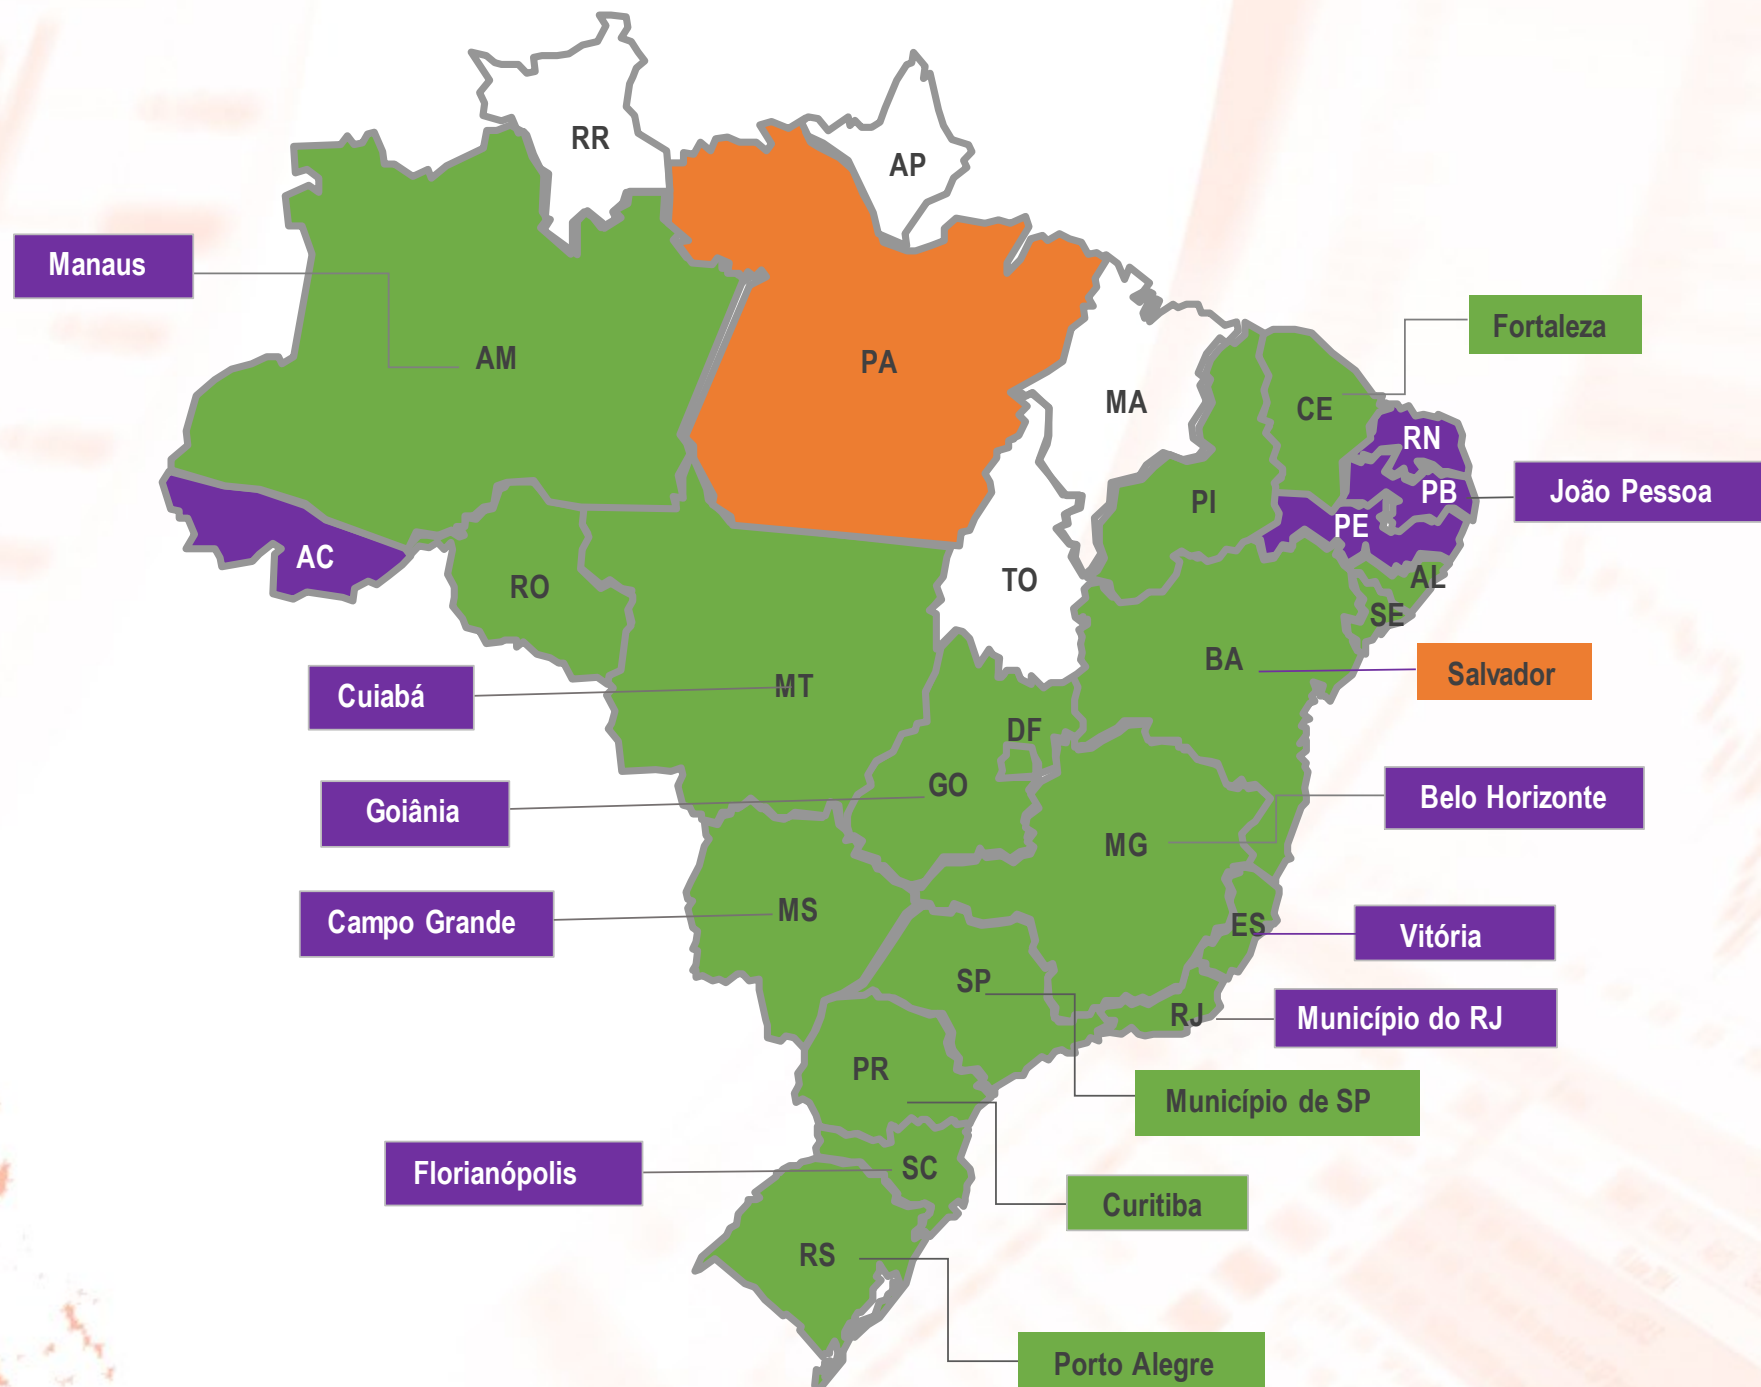 RR
AP
Manaus
AM
PA
Fortaleza
MA
CE
RN
PB
João Pessoa
PI
PE
AC
RO
TO
AL
SE
BA
Salvador
Cuiabá
MT
DF
GO
Goiânia
Belo Horizonte
MG
MS
Campo Grande
ES
Vitória
SP
RJ
Município do RJ
PR
Município de SP
SC
Florianópolis
Curitiba
RS
Porto Alegre